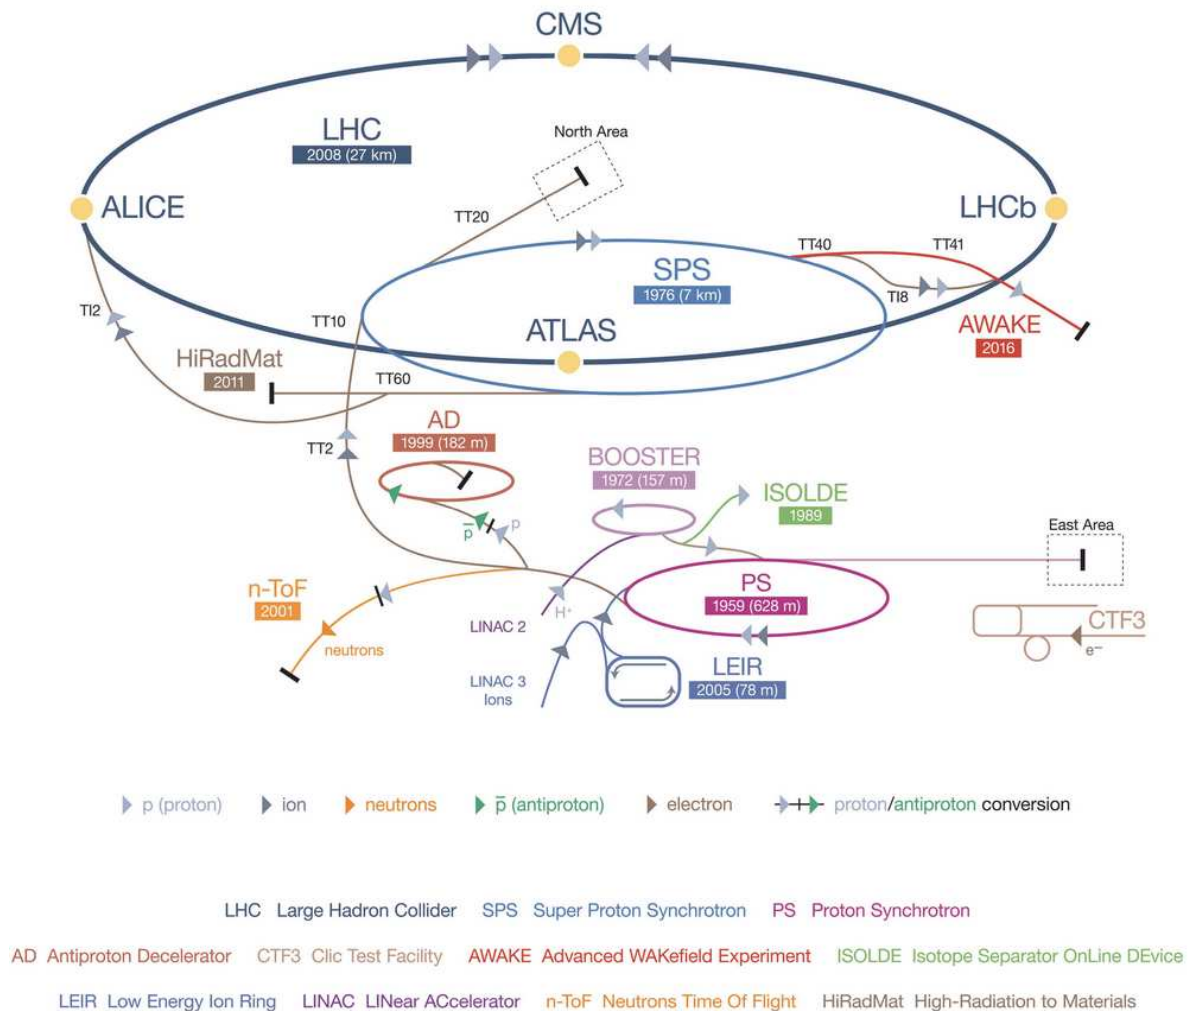 CMS
LHC
2008 (27 km)
North Area
ALICE
LHCb
TT20
TT40
TT41
SPS
1976 (7 km)
TI2
TI8
TT10
ATLAS
AWAKE
2016
HiRadMat
2011
TT60
AD
1999 (182 m)
TT2
BOOSTER
1972 (157 m)
ISOLDE
1989
p
p̅
East Area
n-ToF
2001
PS
1959 (628 m)
LINAC 2
H⁺
neutrons
CTF3
e⁻
LEIR
2005 (78 m)
LINAC 3
Ions
p (proton) ion neutrons p̅ (antiproton) electron proton/antiproton conversion
LHC Large Hadron Collider SPS Super Proton Synchrotron PS Proton Synchrotron
AD Antiproton Decelerator CTF3 Clic Test Facility AWAKE Advanced WAKefield Experiment ISOLDE Isotope Separator OnLine DEvice
LEIR Low Energy Ion Ring LINAC LINear ACcelerator n-ToF Neutrons Time Of Flight HiRadMat High-Radiation to Materials